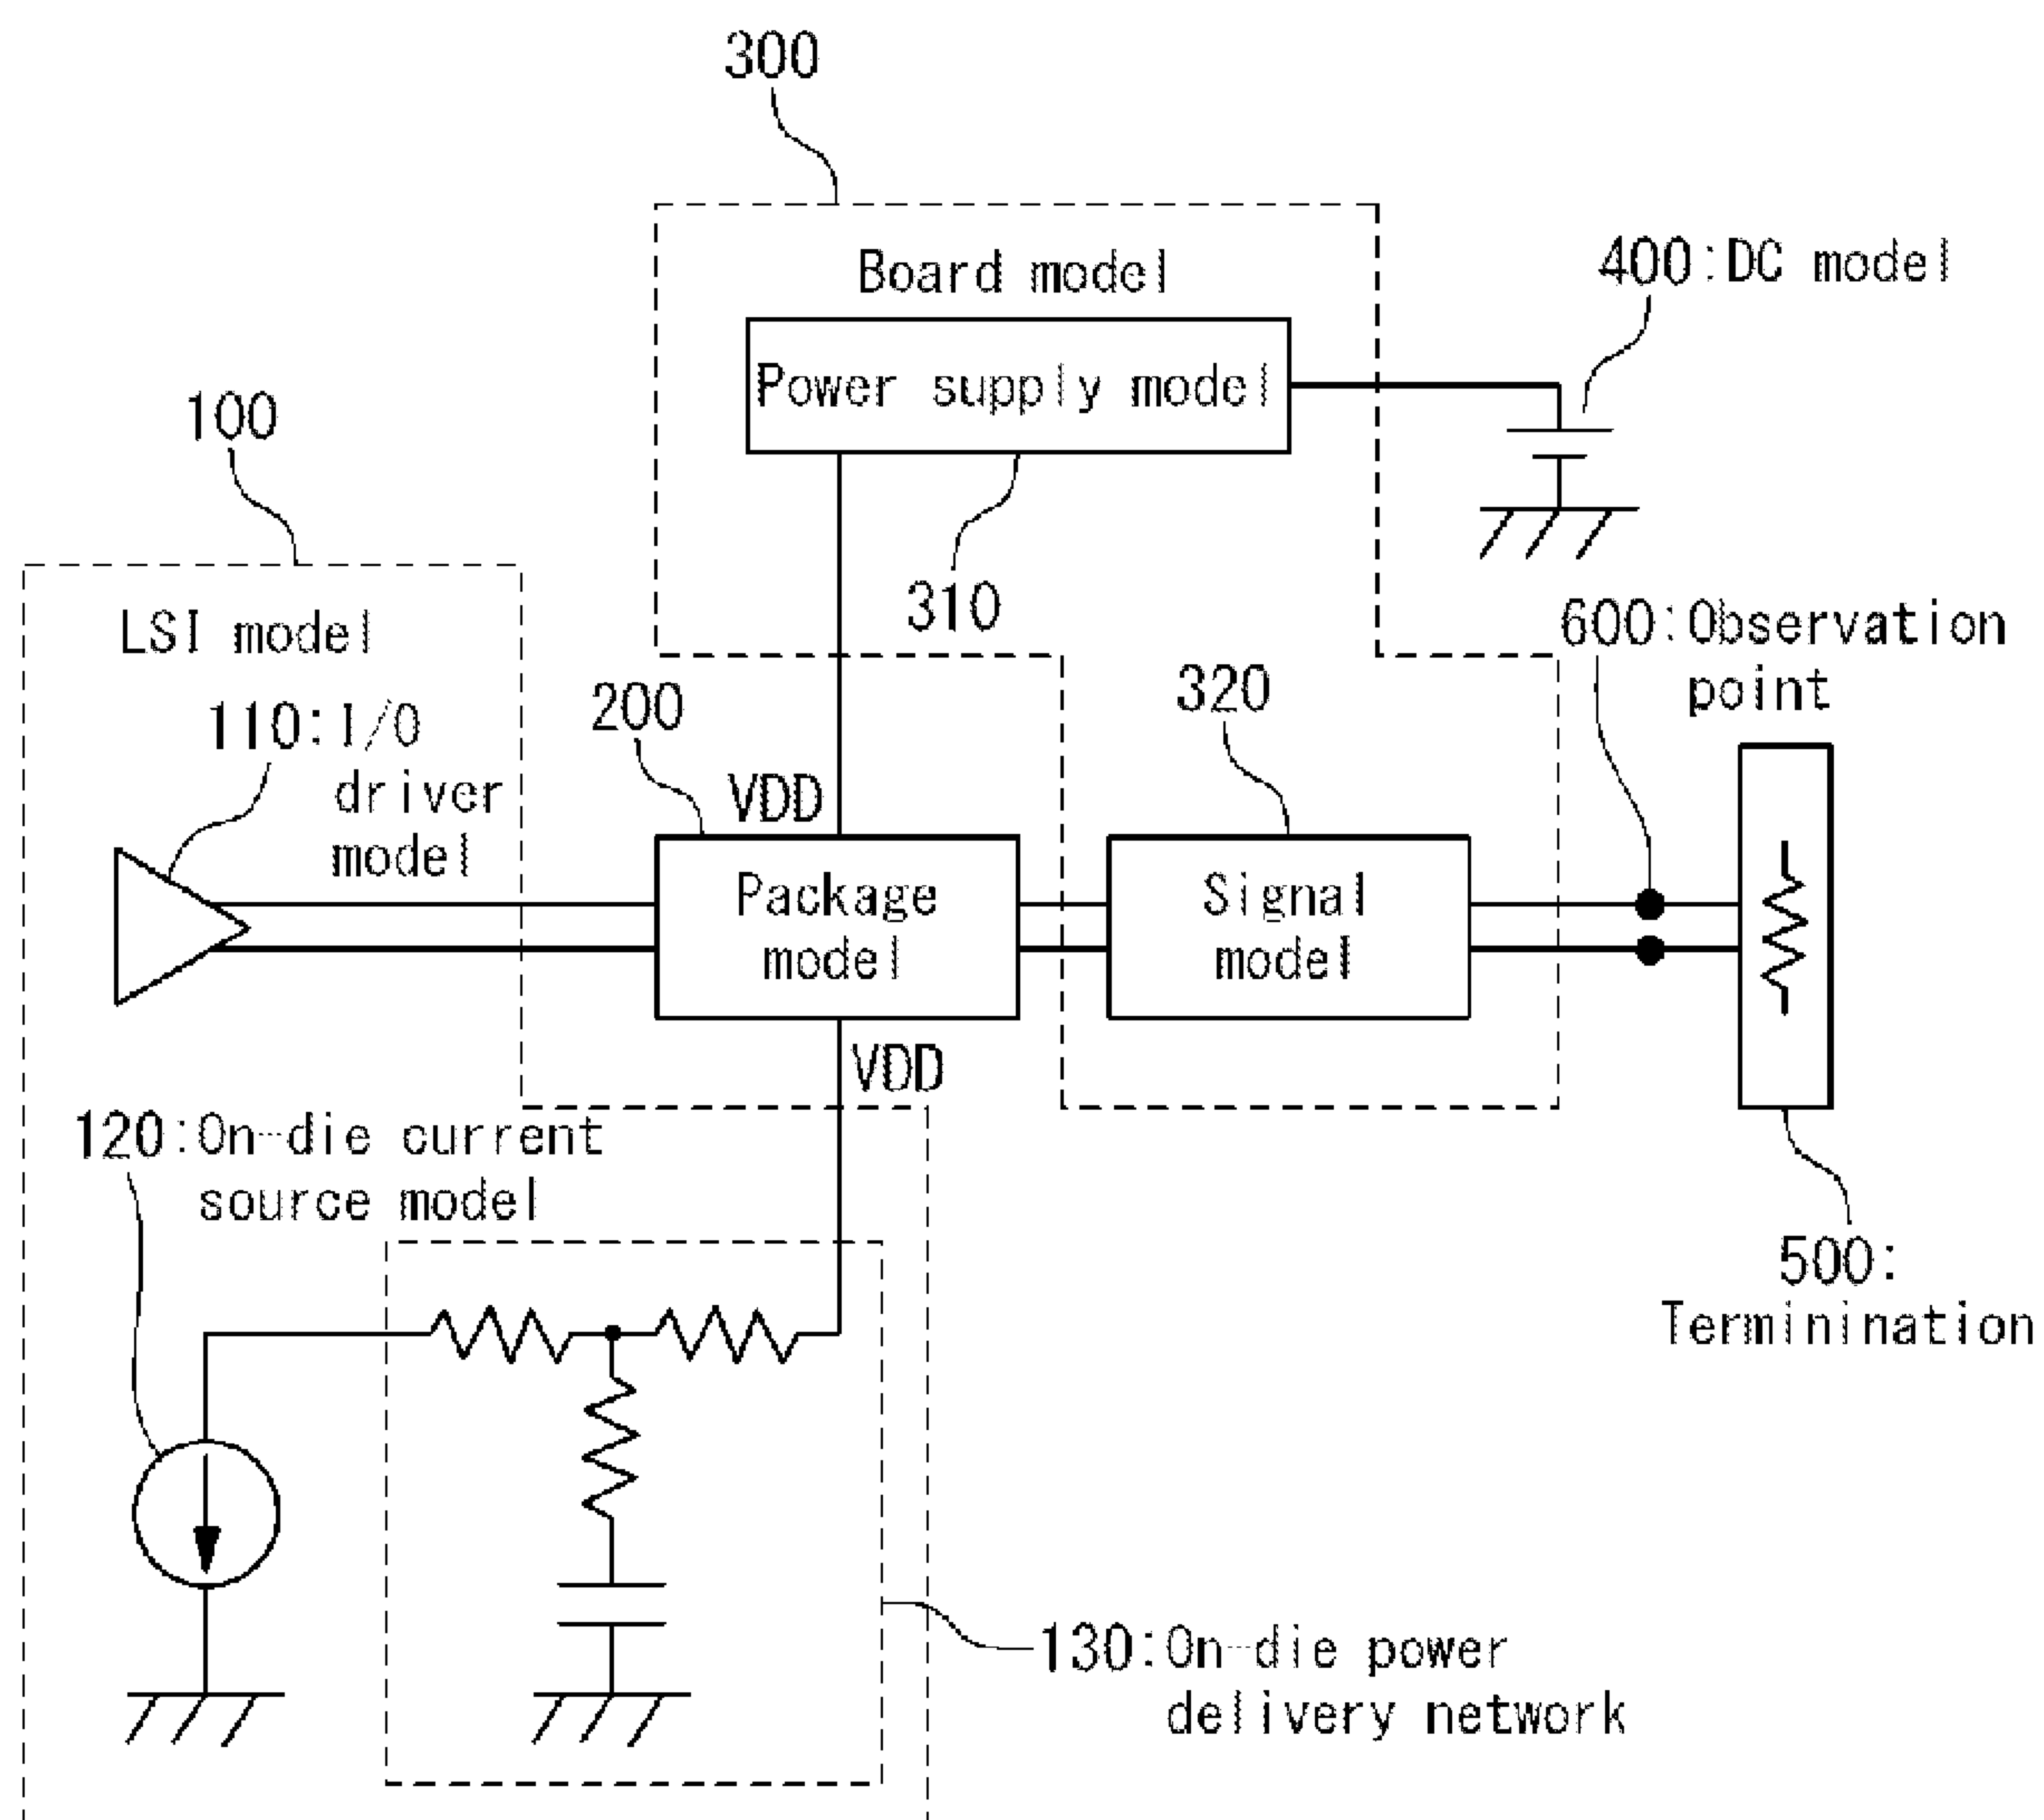 300
Board model
400:DC model
Power supply model
100
310
LSI model
600:Observation
point
110:I/O
driver
model
200
320
VDD
Package
model
Signal
model
VDD
120:On-die current
source model
500:
Terminination
130:On-die power
delivery network